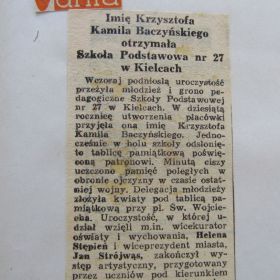 Imię Krzysztofa
Kamila Baczyńskiego
otrzymała
Szkoła Podstawowa nr 27
w Kielcach
Wczoraj podniosłą uroczystość
przeżyła młodzież i grono pe-
dagogiczne Szkoły Podstawowej
nr 27 w Kielcach. W dziesiątą
rocznicę utworzenia placówki
przyjęła ona imię Krzysztofa
Kamila Baczyńskiego. Jedno-
cześnie w holu szkoły odsłonię-
to tablicę pamiątkową poświę-
coną patronowi. Minutą ciszy
uczczono pamięć poległych w
obronie ojczyzny w czasie ostat-
niej wojny. Delegacja młodzieży
złożyła kwiaty pod tablicą pa-
miątkową przy pl. Św. Wojcie-
cha. Uroczystość, w której u-
dział wzięli m.in. wicekurator
oświaty i wychowania, Helena
Stępień i wiceprezydent miasta,
Jan Strójwąs, zakończył wy-
stęp artystyczny, przygotowany
przez uczniów pod kierunkiem